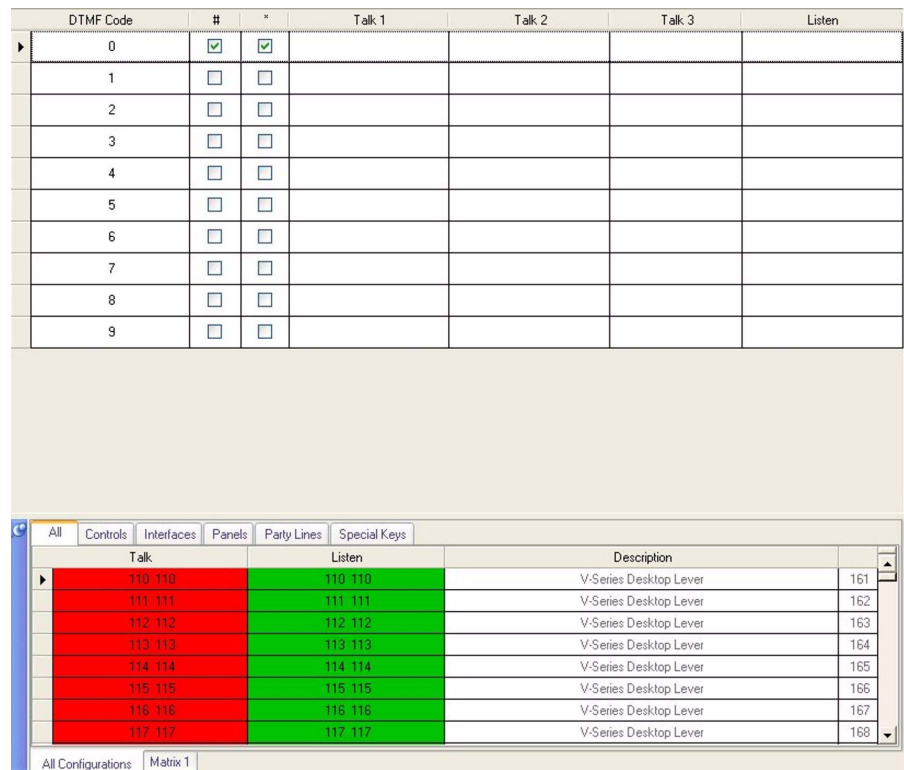 DTMF Code # * Talk 1 Talk 2 Talk 3 Listen
0
1
2
3
4
5
6
7
8
9
All Controls Interfaces Panels Party Lines Special Keys
Talk Listen Description
110 110 110 110 V-Series Desktop Lever 161
111 111 111 111 V-Series Desktop Lever 162
112 112 112 112 V-Series Desktop Lever 163
113 113 113 113 V-Series Desktop Lever 164
114 114 114 114 V-Series Desktop Lever 165
115 115 115 115 V-Series Desktop Lever 166
116 116 116 116 V-Series Desktop Lever 167
117 117 117 117 V-Series Desktop Lever 168
All Configurations Matrix 1